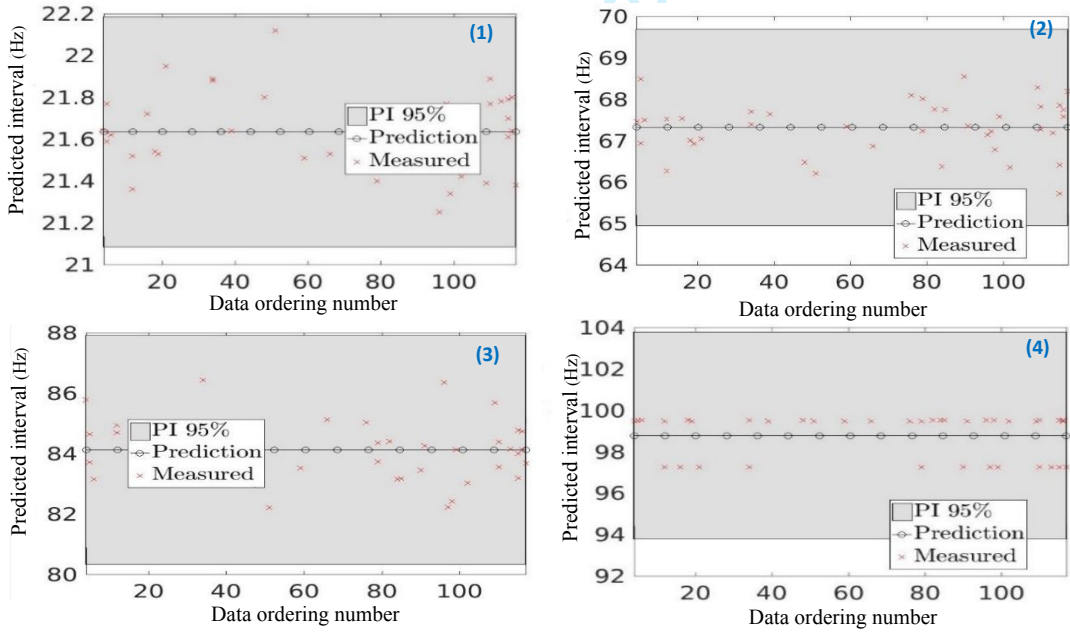 (1)
Predicted interval (Hz)
22.2
22
21.8
21.6
21.4
21.2
21
PI 95%
Prediction
Measured
20 40 60 80 100
Data ordering number
(2)
Predicted interval (Hz)
70
69
68
67
66
65
64
PI 95%
Prediction
Measured
20 40 60 80 100
Data ordering number
(3)
Predicted interval (Hz)
88
86
84
82
80
PI 95%
Prediction
Measured
20 40 60 80 100
Data ordering number
(4)
Predicted interval (Hz)
104
102
100
98
96
94
92
PI 95%
Prediction
Measured
20 40 60 80 100
Data ordering number